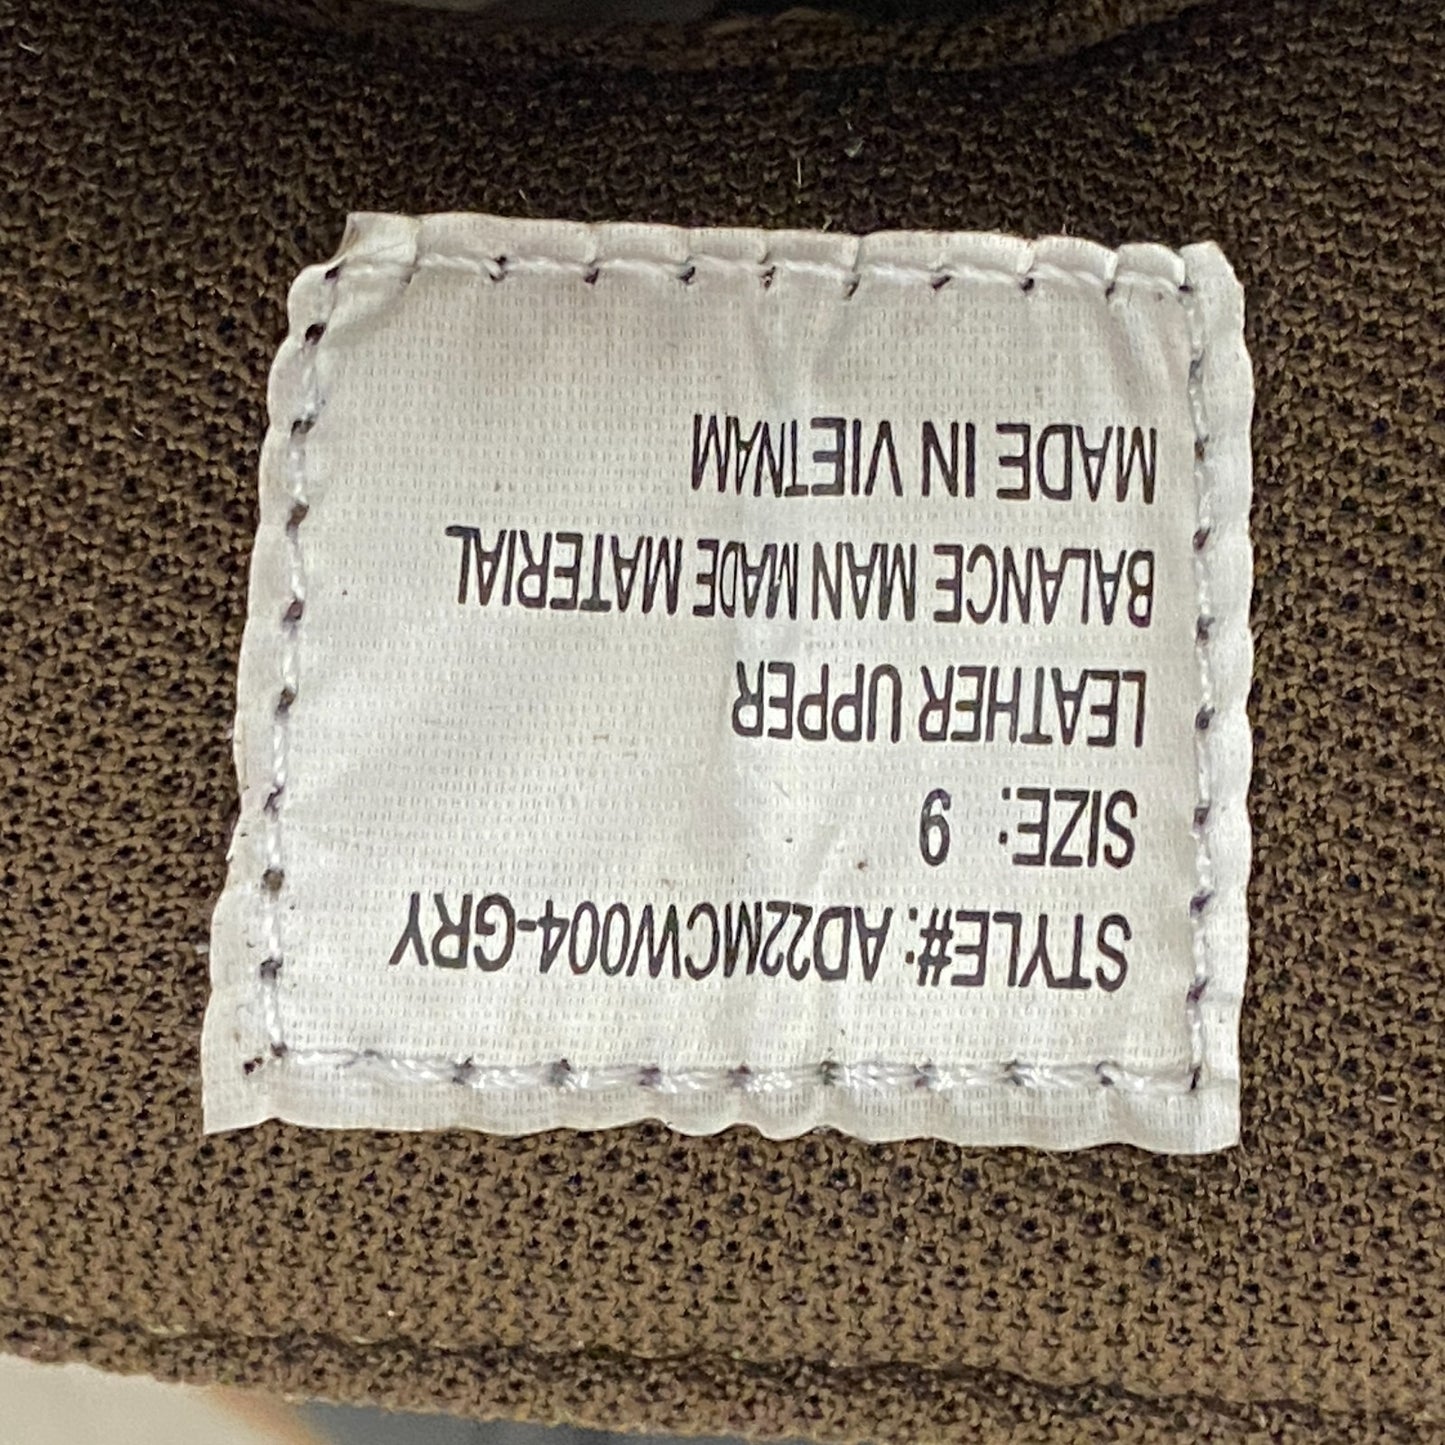 STYLE#: AD22MCW004-GRY
SIZE: 9
LEATHER UPPER
BALANCE MAN MADE MATERIAL
MADE IN VIETNAM